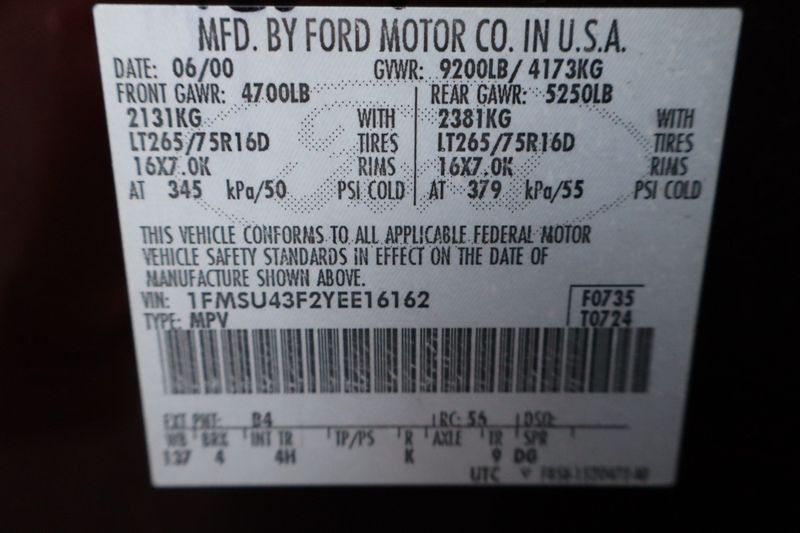 MFD. BY FORD MOTOR CO. IN U.S.A.
DATE: 06/00 GVWR: 9200LB/ 4173KG
FRONT GAWR: 4700LB REAR GAWR: 5250LB
2131KG WITH 2381KG WITH
LT265/75R16D TIRES LT265/75R16D TIRES
16X7.0K RIMS 16X7.0K RIMS
AT 345 kPa/50 PSI COLD AT 379 kPa/55 PSI COLD
THIS VEHICLE CONFORMS TO ALL APPLICABLE FEDERAL MOTOR
VEHICLE SAFETY STANDARDS IN EFFECT ON THE DATE OF
MANUFACTURE SHOWN ABOVE.
VIN: 1FMSU43F2YEE16162 F0735
TYPE: MPV T0724
EXT PNT: B4 RC: 56 DSO:
WB BRK INT TR TP/PS R AXLE TR SPR
137 4 4H K 9 DG
UTC